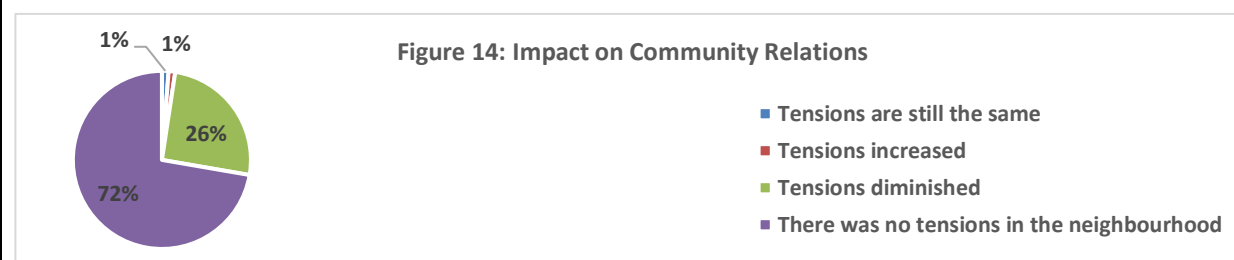 Figure 14: Impact on Community Relations
1%
1%
26%
72%
Tensions are still the same
Tensions increased
Tensions diminished
There was no tensions in the neighbourhood